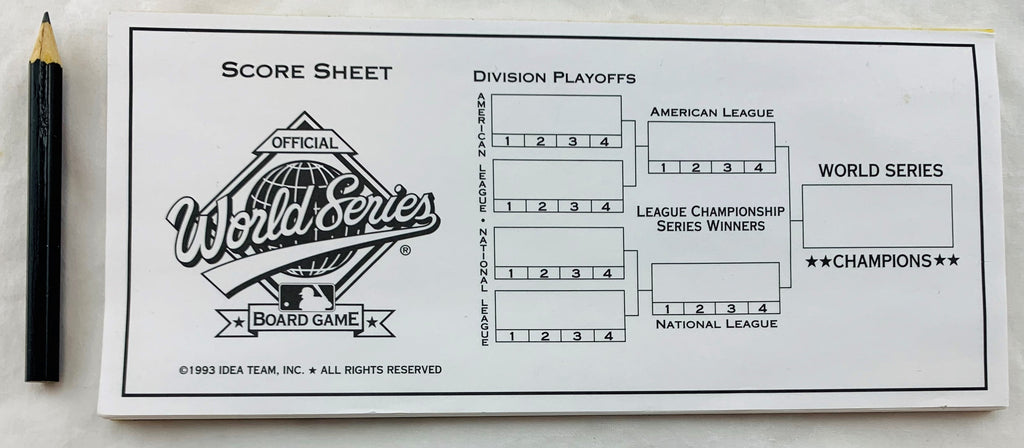 SCORE SHEET
OFFICIAL
World Series
®
BOARD GAME
©1993 IDEA TEAM, INC. ★ ALL RIGHTS RESERVED
DIVISION PLAYOFFS
AMERICAN LEAGUE • NATIONAL LEAGUE
1 2 3 4
1 2 3 4
1 2 3 4
1 2 3 4
AMERICAN LEAGUE
1 2 3 4
LEAGUE CHAMPIONSHIP
SERIES WINNERS
1 2 3 4
NATIONAL LEAGUE
WORLD SERIES
★★CHAMPIONS★★